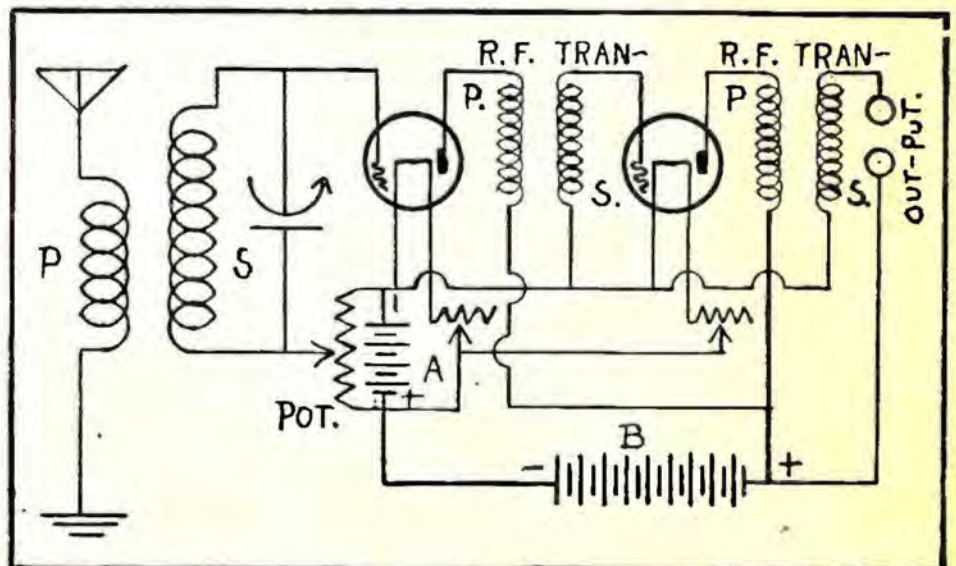 R.F. TRAN-
R.F. TRAN-
P.
P
S.
S.
OUT-PUT.
P
S
-
A
+
POT.
B
-
+